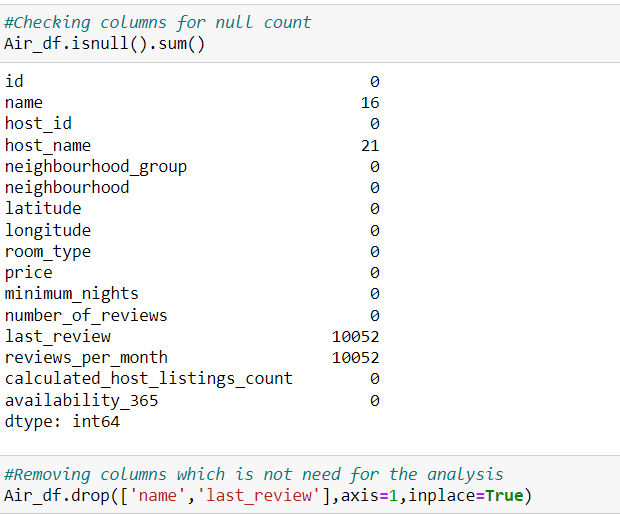 #Checking columns for null count
Air_df.isnull().sum()
id 0
name 16
host_id 0
host_name 21
neighbourhood_group 0
neighbourhood 0
latitude 0
longitude 0
room_type 0
price 0
minimum_nights 0
number_of_reviews 0
last_review 10052
reviews_per_month 10052
calculated_host_listings_count 0
availability_365 0
dtype: int64
#Removing columns which is not need for the analysis
Air_df.drop(['name','last_review'],axis=1,inplace=True)